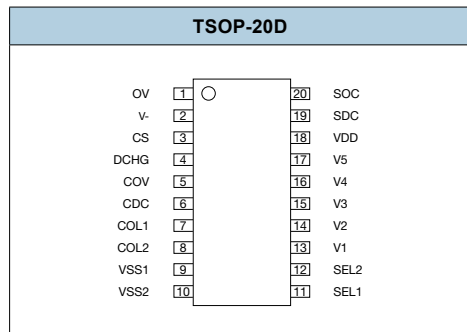 TSOP-20D
OV 1 20 SOC
V- 2 19 SDC
CS 3 18 VDD
DCHG 4 17 V5
COV 5 16 V4
CDC 6 15 V3
COL1 7 14 V2
COL2 8 13 V1
VSS1 9 12 SEL2
VSS2 10 11 SEL1